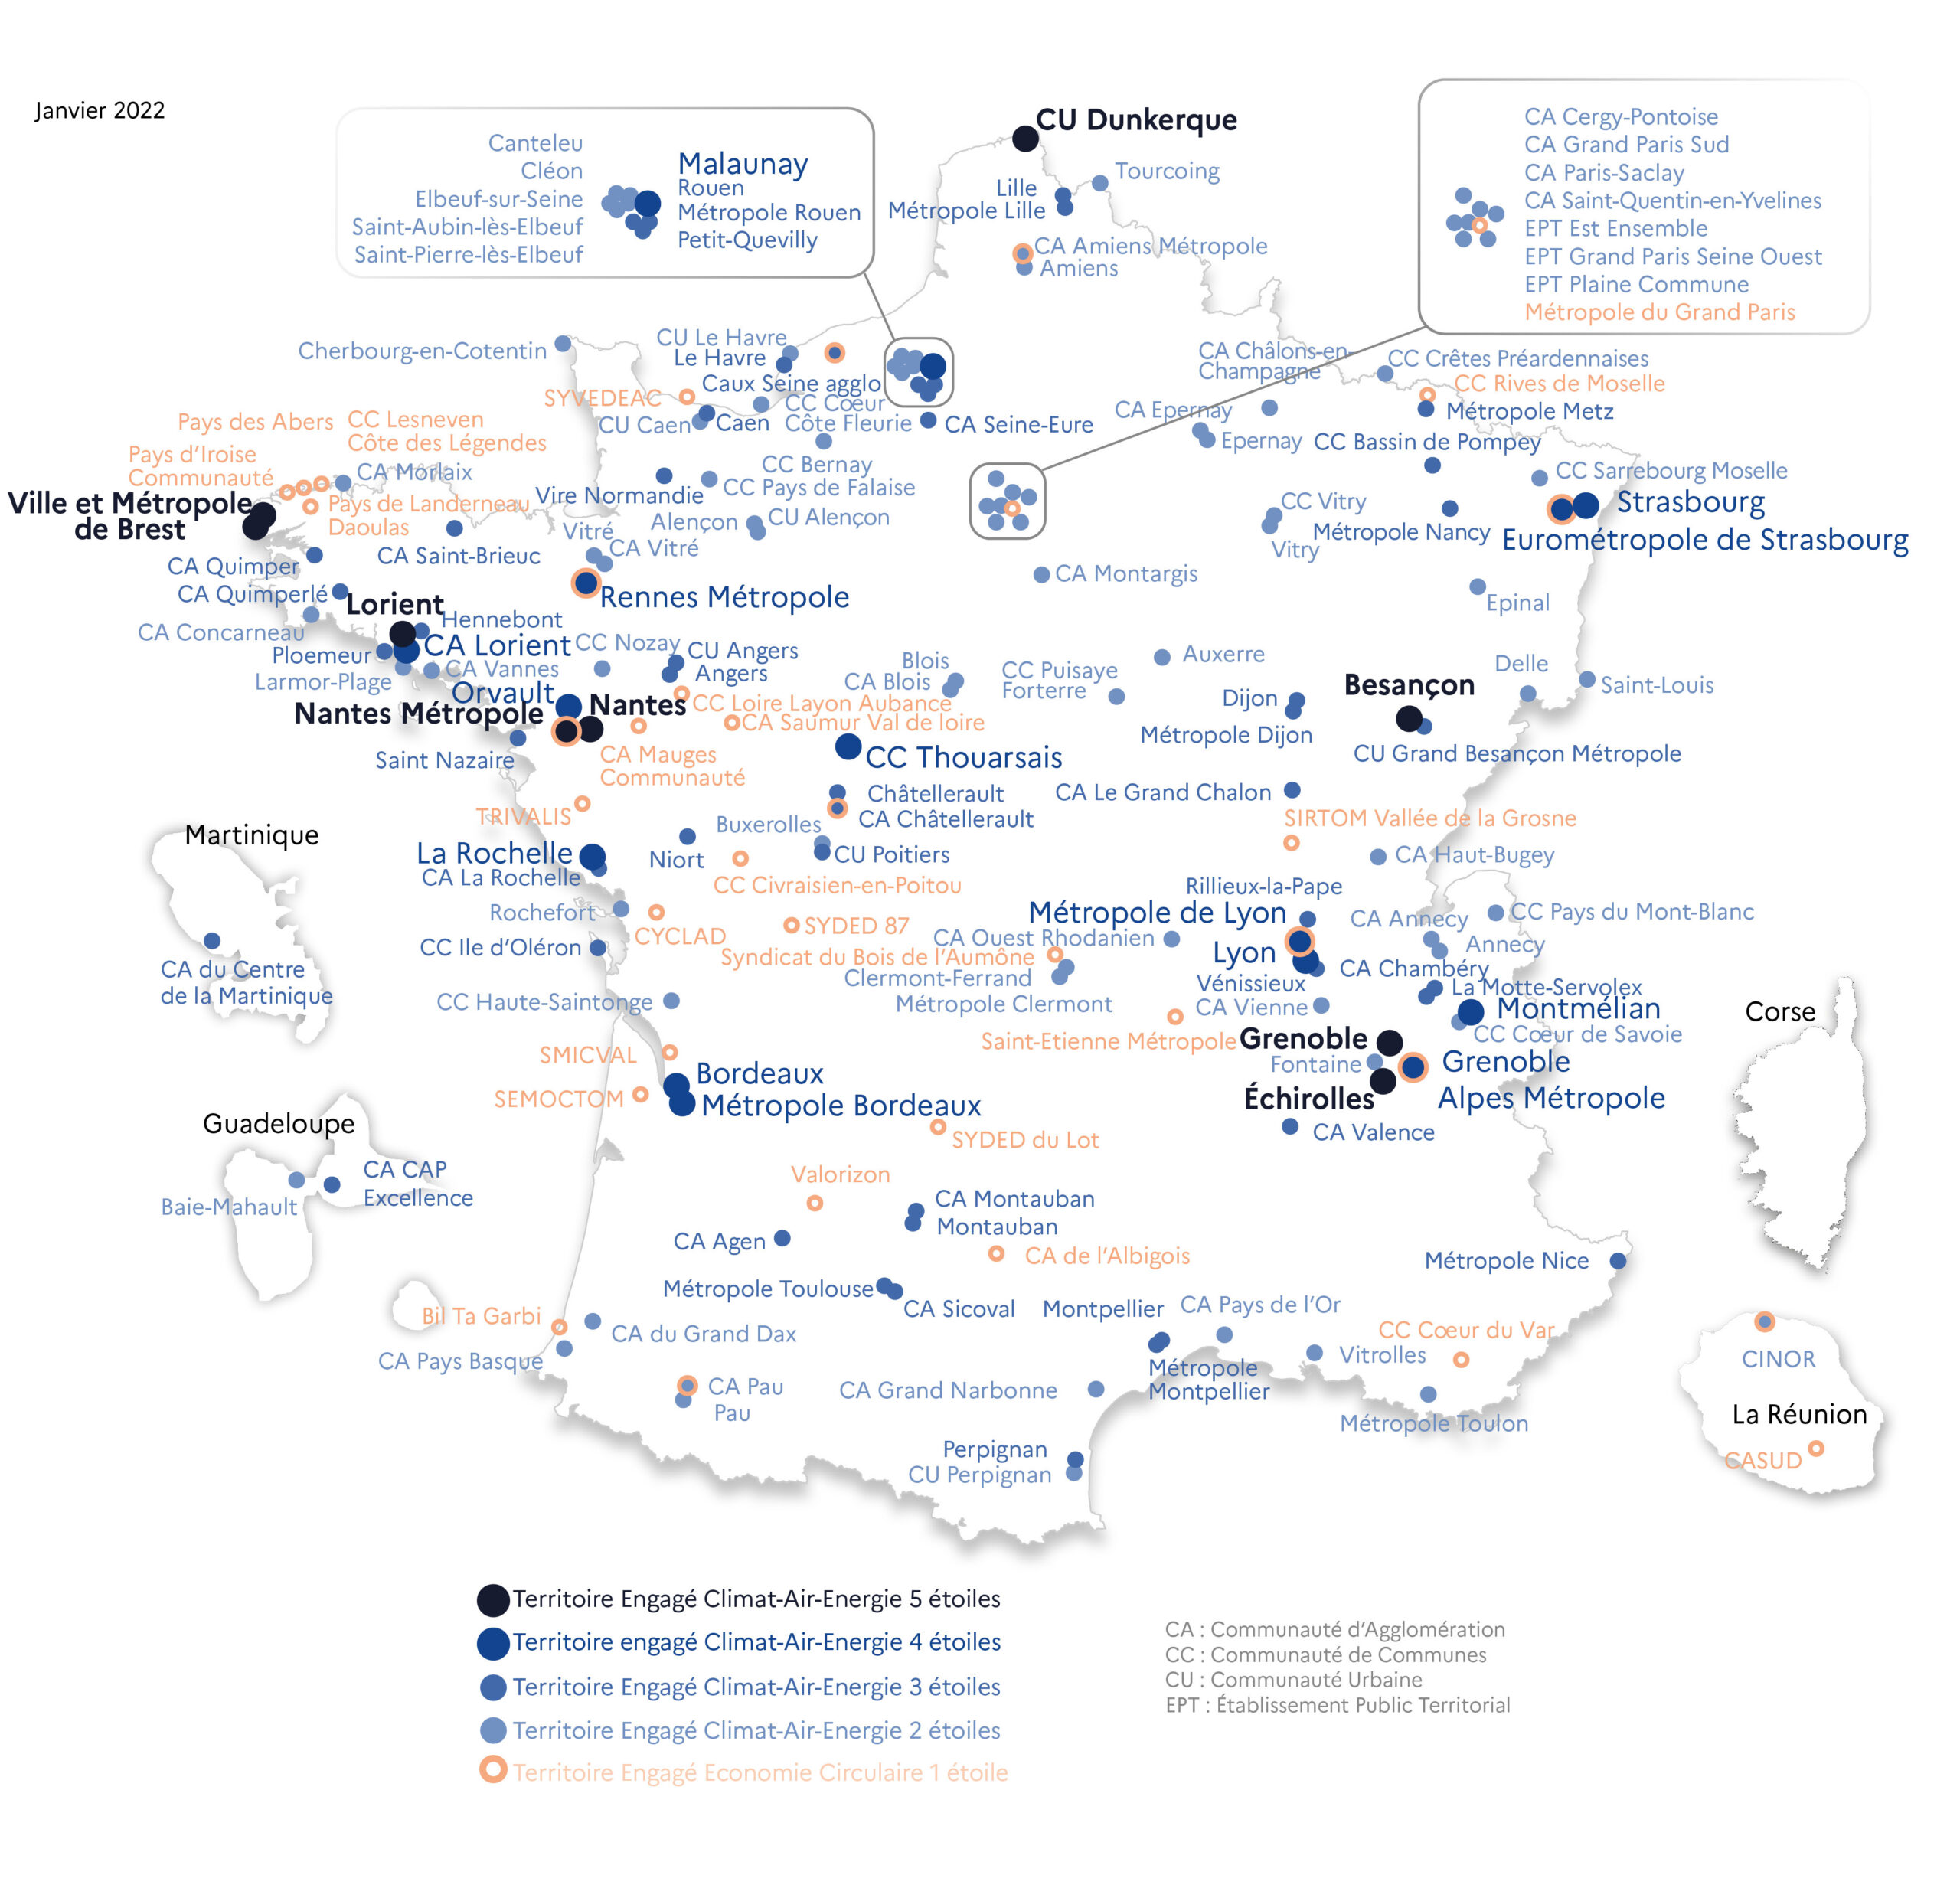 Janvier 2022
Canteleu
Cléon
Elbeuf-sur-Seine
Saint-Aubin-lès-Elbeuf
Saint-Pierre-lès-Elbeuf
Malaunay
Rouen
Métropole Rouen
Petit-Quevilly
CU Dunkerque
Tourcoing
Lille
Métropole Lille
CA Amiens Métropole
Amiens
CA Cergy-Pontoise
CA Grand Paris Sud
CA Paris-Saclay
CA Saint-Quentin-en-Yvelines
EPT Est Ensemble
EPT Grand Paris Seine Ouest
EPT Plaine Commune
Métropole du Grand Paris
Cherbourg-en-Cotentin
CU Le Havre
Le Havre
Caux Seine agglo
SYVEDEAC
CC Cœur
Côte Fleurie
CU Caen
Caen
CA Seine-Eure
CA Châlons-en-
Champagne
CC Crêtes Préardennaises
CC Rives de Moselle
Métropole Metz
CA Epernay
Epernay
CC Bassin de Pompey
CC Sarrebourg Moselle
Pays des Abers
CC Lesneven
Côte des Légendes
Pays d'Iroise
Communauté
CA Morlaix
Ville et Métropole
de Brest
Pays de Landerneau
Daoulas
CC Bernay
CC Pays de Falaise
Vire Normandie
Alençon
CU Alençon
CC Vitry
Vitry
Métropole Nancy
Strasbourg
Eurométropole de Strasbourg
Vitré
CA Vitré
CA Saint-Brieuc
CA Quimper
CA Quimperlé
CA Concarneau
Rennes Métropole
CA Montargis
Epinal
Lorient
Hennebont
CA Lorient
Ploemeur
Larmor-Plage
CA Vannes
CC Nozay
CU Angers
Angers
Blois
CA Blois
CC Puisaye
Forterre
Auxerre
Delle
Saint-Louis
Orvault
Nantes
Nantes Métropole
CC Loire Layon Aubance
CA Saumur Val de loire
Saint Nazaire
CA Mauges
Communauté
Dijon
Métropole Dijon
Besançon
CU Grand Besançon Métropole
CC Thouarsais
Châtellerault
CA Châtellerault
CA Le Grand Chalon
SIRTOM Vallée de la Grosne
TRIVALIS
Buxerolles
CU Poitiers
Niort
CC Civraisien-en-Poitou
CA Haut-Bugey
Martinique
CA du Centre
de la Martinique
La Rochelle
CA La Rochelle
Rochefort
CYCLAD
CC Ile d'Oléron
SYDED 87
Syndicat du Bois de l'Aumône
Clermont-Ferrand
Métropole Clermont
CA Ouest Rhodanien
Rillieux-la-Pape
Métropole de Lyon
Lyon
Vénissieux
CA Vienne
CA Annecy
Annecy
CC Pays du Mont-Blanc
CA Chambéry
La Motte-Servolex
Montmélian
CC Cœur de Savoie
CC Haute-Saintonge
Saint-Etienne Métropole
Grenoble
Fontaine
Échirolles
Grenoble
Alpes Métropole
CA Valence
Corse
SMICVAL
SEMOCTOM
Bordeaux
Métropole Bordeaux
SYDED du Lot
Valorizon
Guadeloupe
CA CAP
Excellence
Baie-Mahault
CA Montauban
Montauban
CA Agen
CA de l'Albigois
Métropole Toulouse
CA Sicoval
Montpellier
CA Pays de l'Or
Métropole
Montpellier
Métropole Nice
CC Cœur du Var
Vitrolles
Métropole Toulon
Bil Ta Garbi
CA du Grand Dax
CA Pays Basque
CA Pau
Pau
CA Grand Narbonne
Perpignan
CU Perpignan
CINOR
La Réunion
CASUD
Territoire Engagé Climat-Air-Energie 5 étoiles
Territoire engagé Climat-Air-Energie 4 étoiles
Territoire Engagé Climat-Air-Energie 3 étoiles
Territoire Engagé Climat-Air-Energie 2 étoiles
Territoire Engagé Economie Circulaire 1 étoile
CA : Communauté d'Agglomération
CC : Communauté de Communes
CU : Communauté Urbaine
EPT : Établissement Public Territorial